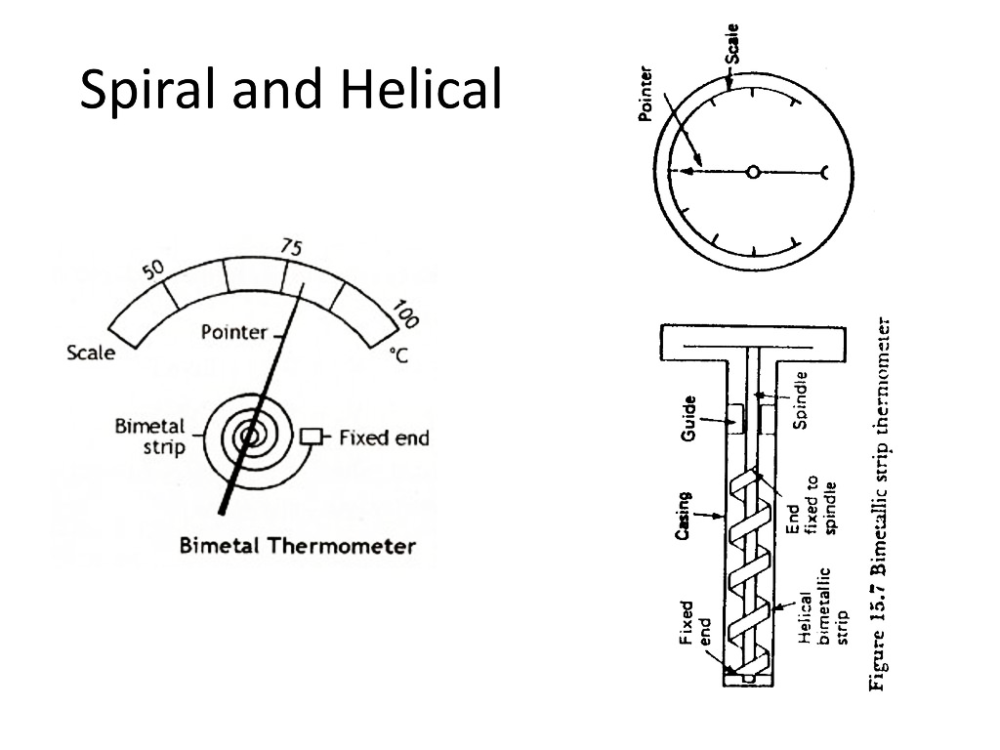 Spiral and Helical
50
75
100
°C
Scale
Pointer
Bimetal
strip
Fixed end
Bimetal Thermometer
Scale
Pointer
Spindle
Guide
Casing
End
fixed to
spindle
Fixed
end
Helical
bimetallic
strip
Figure 15.7 Bimetallic strip thermometer